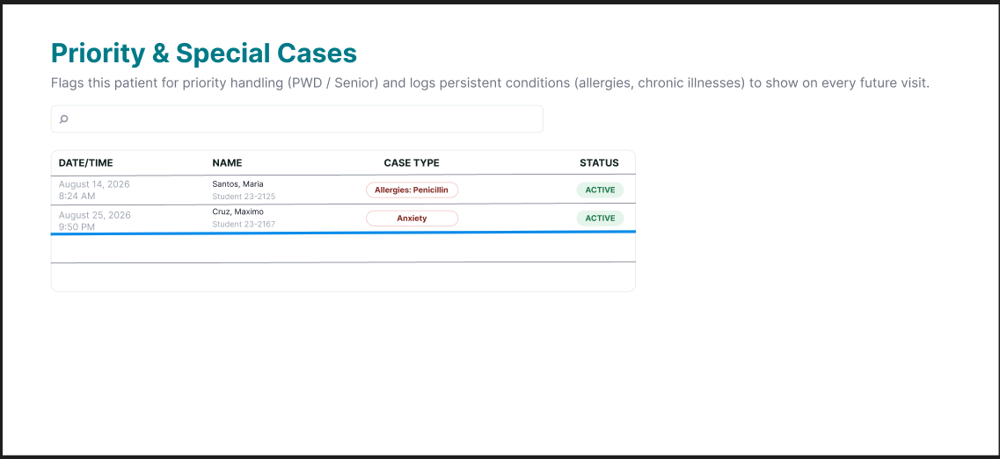 Priority & Special Cases
Flags this patient for priority handling (PWD / Senior) and logs persistent conditions (allergies, chronic illnesses) to show on every future visit.
DATE/TIME NAME CASE TYPE STATUS
August 14, 2026 Santos, Maria Allergies: Penicillin ACTIVE
8:24 AM Student 23-2125
August 25, 2026 Cruz, Maximo Anxiety ACTIVE
9:50 PM Student 23-2167